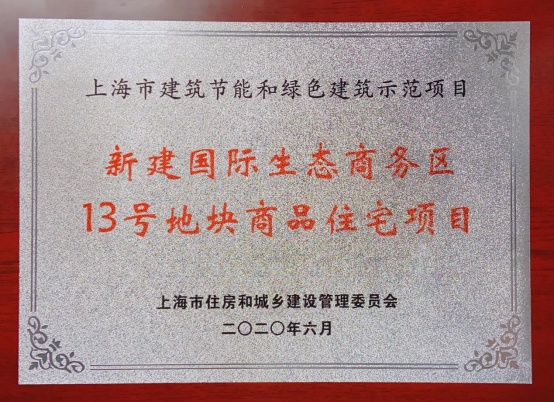 上海市建筑节能和绿色建筑示范项目
新建国际生态商务区
13号地块商品住宅项目
上海市住房和城乡建设管理委员会
二〇二〇年六月